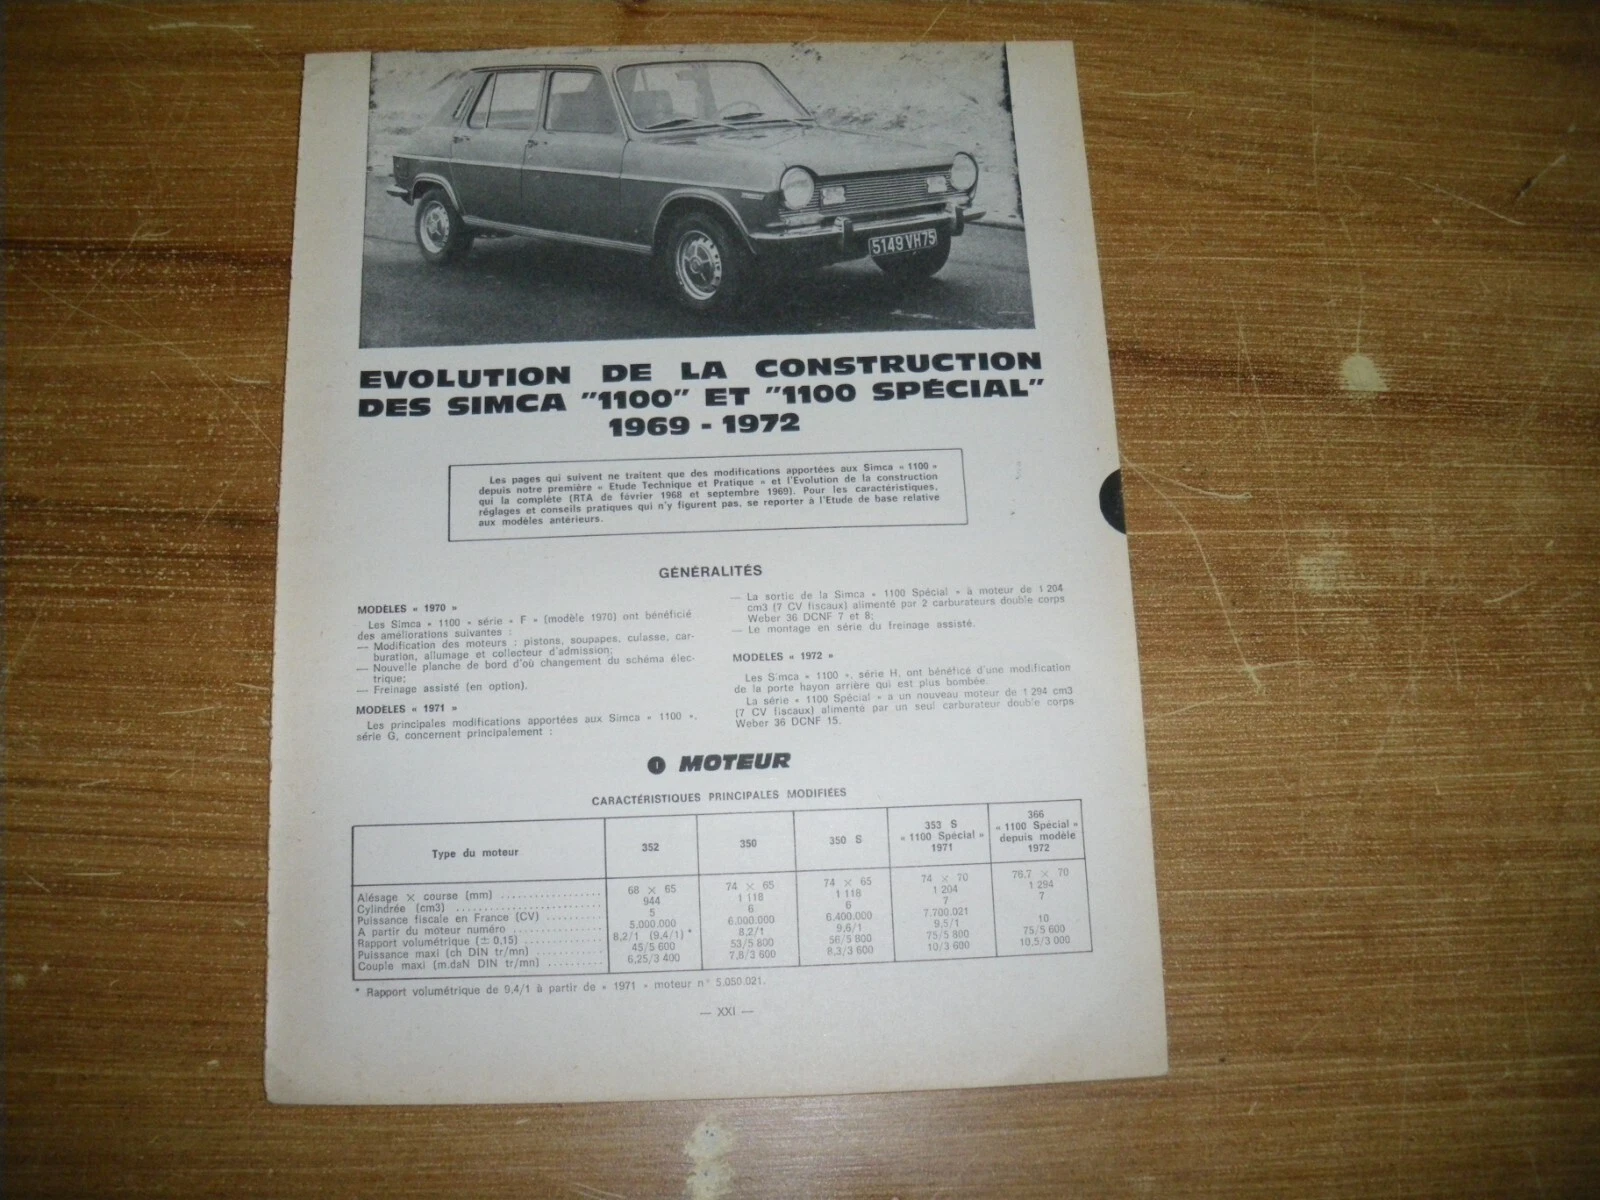 5149 VH 75
EVOLUTION DE LA CONSTRUCTION
DES SIMCA "1100" ET "1100 SPÉCIAL"
1969 - 1972
Les pages qui suivent ne traitent que des modifications apportées aux Simca « 1100 »
depuis notre première « Etude Technique et Pratique » et l'Evolution de la construction
qui la complète (RTA de février 1968 et septembre 1969). Pour les caractéristiques,
réglages et conseils pratiques qui n'y figurent pas, se reporter à l'Etude de base relative
aux modèles antérieurs.
GÉNÉRALITÉS
MODÈLES « 1970 »
Les Simca « 1100 » série « F » (modèle 1970) ont bénéficié
des améliorations suivantes :
— Modification des moteurs : pistons, soupapes, culasse, car-
buration, allumage et collecteur d'admission;
— Nouvelle planche de bord d'où changement du schéma élec-
trique;
— Freinage assisté (en option).
MODÈLES « 1971 »
Les principales modifications apportées aux Simca « 1100 »,
série G, concernent principalement :
— La sortie de la Simca « 1100 Spécial » à moteur de 1 204
cm3 (7 CV fiscaux) alimenté par 2 carburateurs double corps
Weber 36 DCNF 7 et 8;
— Le montage en série du freinage assisté.
MODELES « 1972 »
Les Simca « 1100 », série H, ont bénéficé d'une modification
de la porte hayon arrière qui est plus bombée.
La série « 1100 Spécial » a un nouveau moteur de 1 294 cm3
(7 CV fiscaux) alimenté par un seul carburateur double corps
Weber 36 DCNF 15.
1 MOTEUR
CARACTÉRISTIQUES PRINCIPALES MODIFIÉES
Type du moteur 352 350 350 S 353 S « 1100 Spécial » 1971 366 « 1100 Spécial » depuis modèle 1972
Alésage × course (mm) 68 × 65 74 × 65 74 × 65 74 × 70 76,7 × 70
Cylindrée (cm3) 944 1 118 1 118 1 204 1 294
Puissance fiscale en France (CV) 5 6 6 7 7
A partir du moteur numéro 5.000.000 6.000.000 6.400.000 7.700.021
Rapport volumétrique (± 0,15) 8,2/1 (9,4/1) * 8,2/1 9,6/1 9,5/1 10
Puissance maxi (ch DIN tr/mn) 45/5 600 53/5 800 56/5 800 75/5 800 75/5 600
Couple maxi (m.daN DIN tr/mn) 6,25/3 400 7,8/3 600 8,3/3 600 10/3 600 10,5/3 000
* Rapport volumétrique de 9,4/1 à partir de « 1971 » moteur n° 5.050.021.
— XXI —